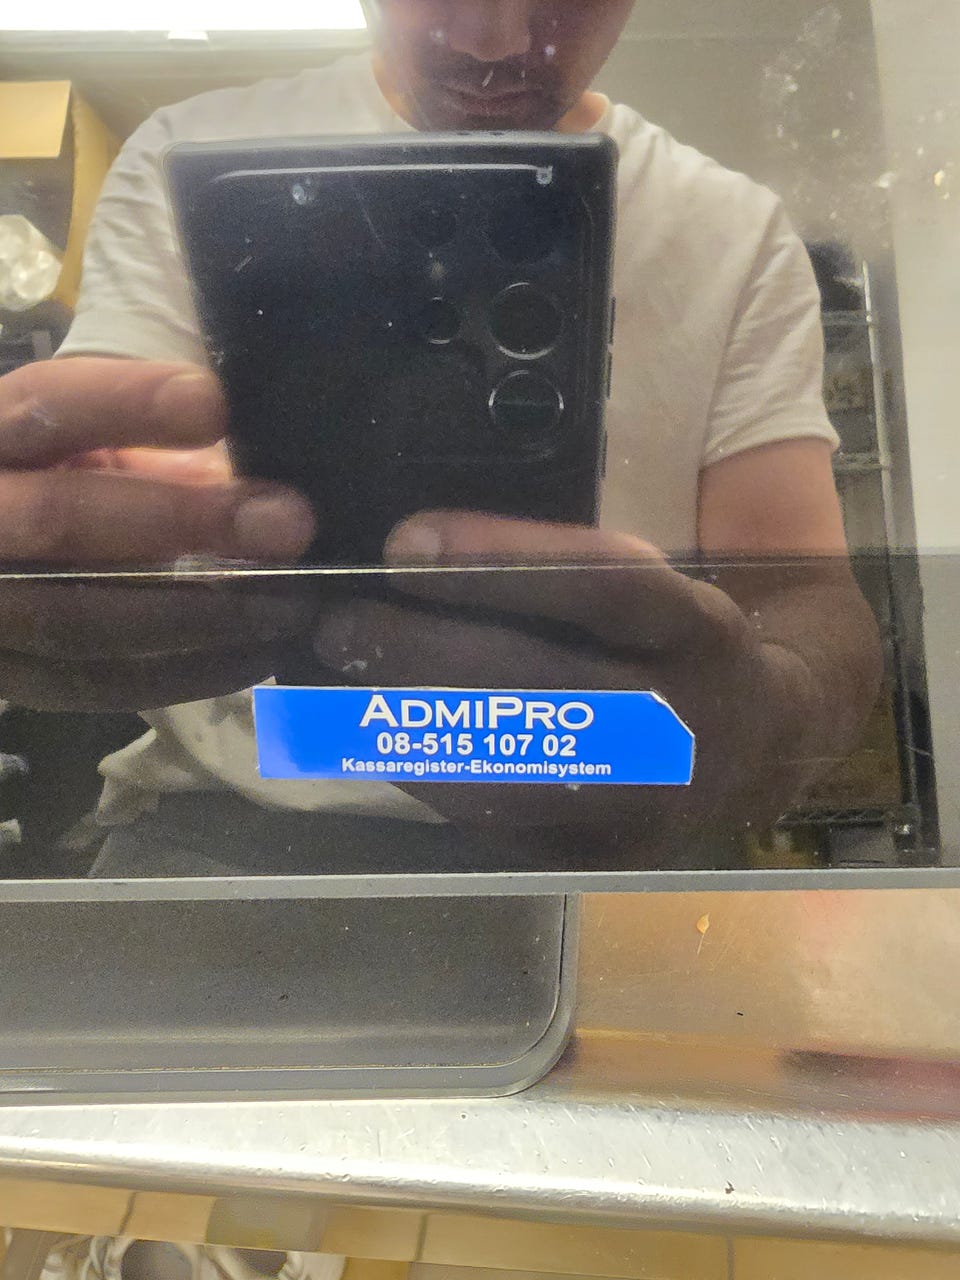 ADMIPRO
08-515 107 02
Kassaregister-Ekonomisystem